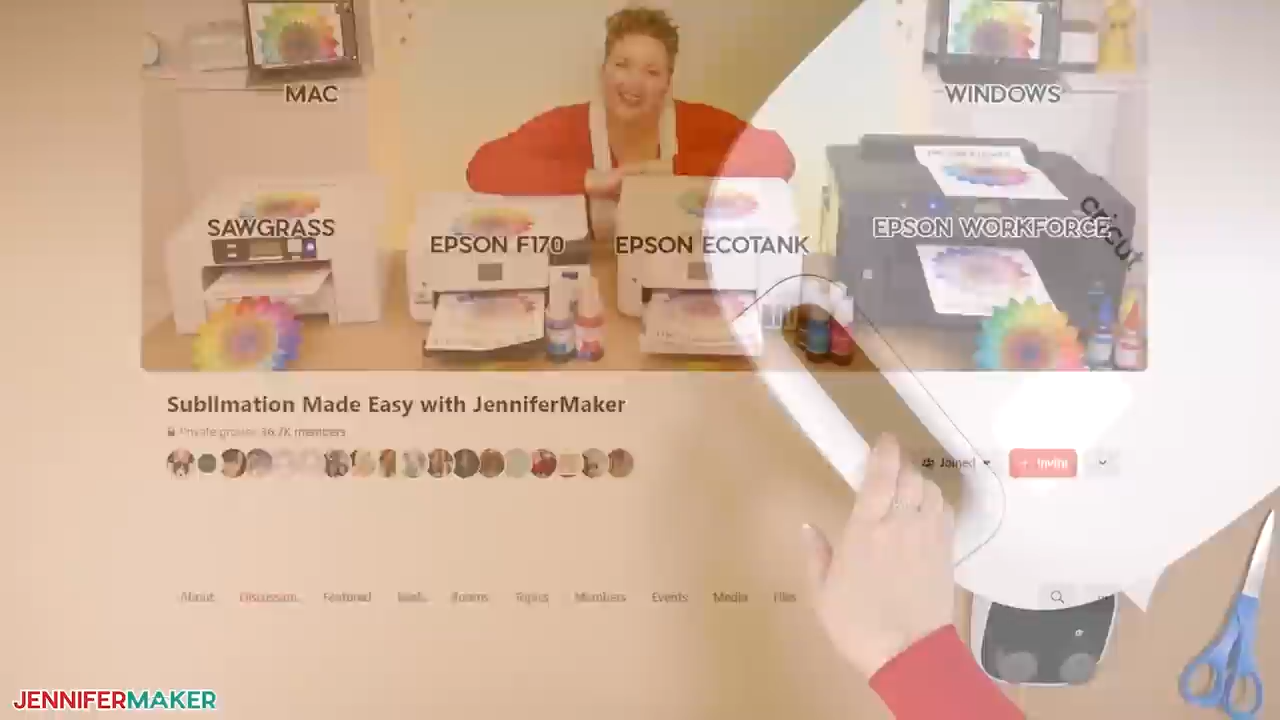 MAC
WINDOWS
cricut
SAWGRASS
EPSON F170
EPSON ECOTANK
EPSON WORKFORCE
Sublimation Made Easy with JenniferMaker
Private group · 36.7K members
Joined
+ Invite
About
Discussion
Featured
Rooms
Topics
Members
Events
Media
Files
JENNIFERMAKER